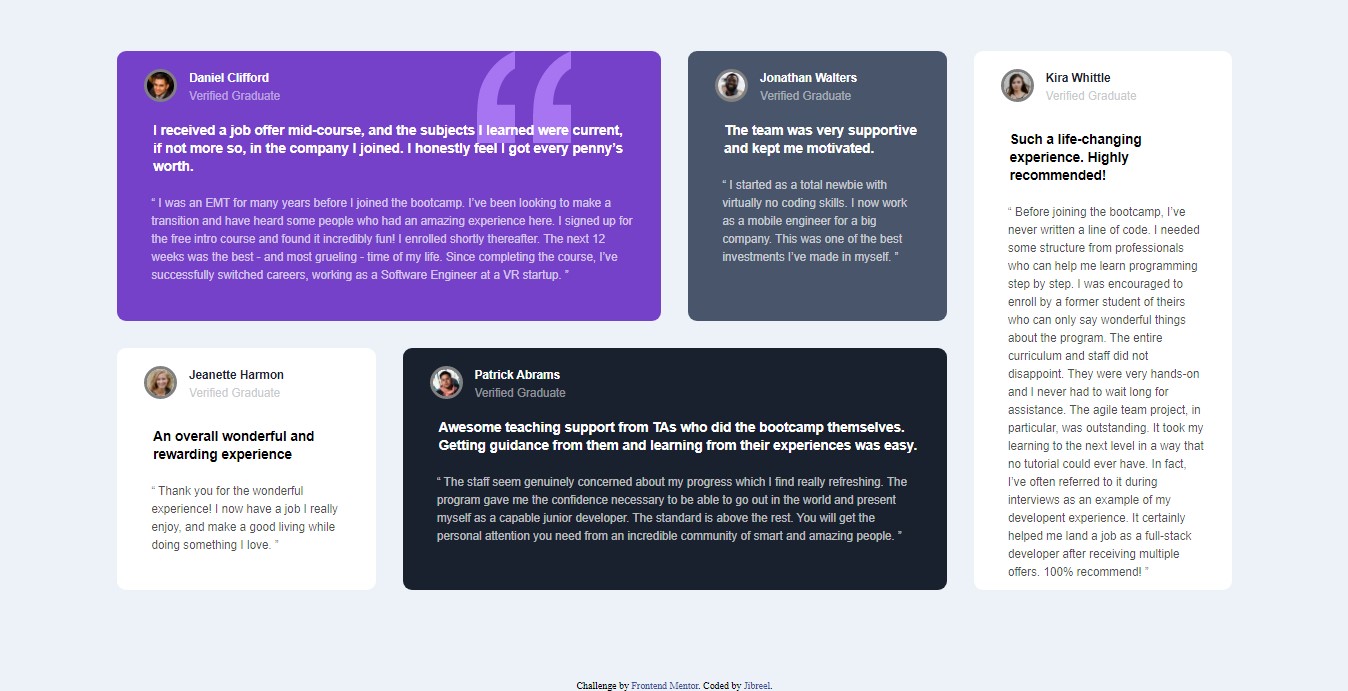 Daniel Clifford
Verified Graduate
I received a job offer mid-course, and the subjects I learned were current,
if not more so, in the company I joined. I honestly feel I got every penny’s
worth.
“ I was an EMT for many years before I joined the bootcamp. I’ve been looking to make a
transition and have heard some people who had an amazing experience here. I signed up for
the free intro course and found it incredibly fun! I enrolled shortly thereafter. The next 12
weeks was the best - and most grueling - time of my life. Since completing the course, I’ve
successfully switched careers, working as a Software Engineer at a VR startup. ”
Jonathan Walters
Verified Graduate
The team was very supportive
and kept me motivated.
“ I started as a total newbie with
virtually no coding skills. I now work
as a mobile engineer for a big
company. This was one of the best
investments I’ve made in myself. ”
Kira Whittle
Verified Graduate
Such a life-changing
experience. Highly
recommended!
“ Before joining the bootcamp, I’ve
never written a line of code. I needed
some structure from professionals
who can help me learn programming
step by step. I was encouraged to
enroll by a former student of theirs
who can only say wonderful things
about the program. The entire
curriculum and staff did not
disappoint. They were very hands-on
and I never had to wait long for
assistance. The agile team project, in
particular, was outstanding. It took my
learning to the next level in a way that
no tutorial could ever have. In fact,
I’ve often referred to it during
interviews as an example of my
developent experience. It certainly
helped me land a job as a full-stack
developer after receiving multiple
offers. 100% recommend! ”
Jeanette Harmon
Verified Graduate
An overall wonderful and
rewarding experience
“ Thank you for the wonderful
experience! I now have a job I really
enjoy, and make a good living while
doing something I love. ”
Patrick Abrams
Verified Graduate
Awesome teaching support from TAs who did the bootcamp themselves.
Getting guidance from them and learning from their experiences was easy.
“ The staff seem genuinely concerned about my progress which I find really refreshing. The
program gave me the confidence necessary to be able to go out in the world and present
myself as a capable junior developer. The standard is above the rest. You will get the
personal attention you need from an incredible community of smart and amazing people. ”
Challenge by Frontend Mentor. Coded by Jibreel.